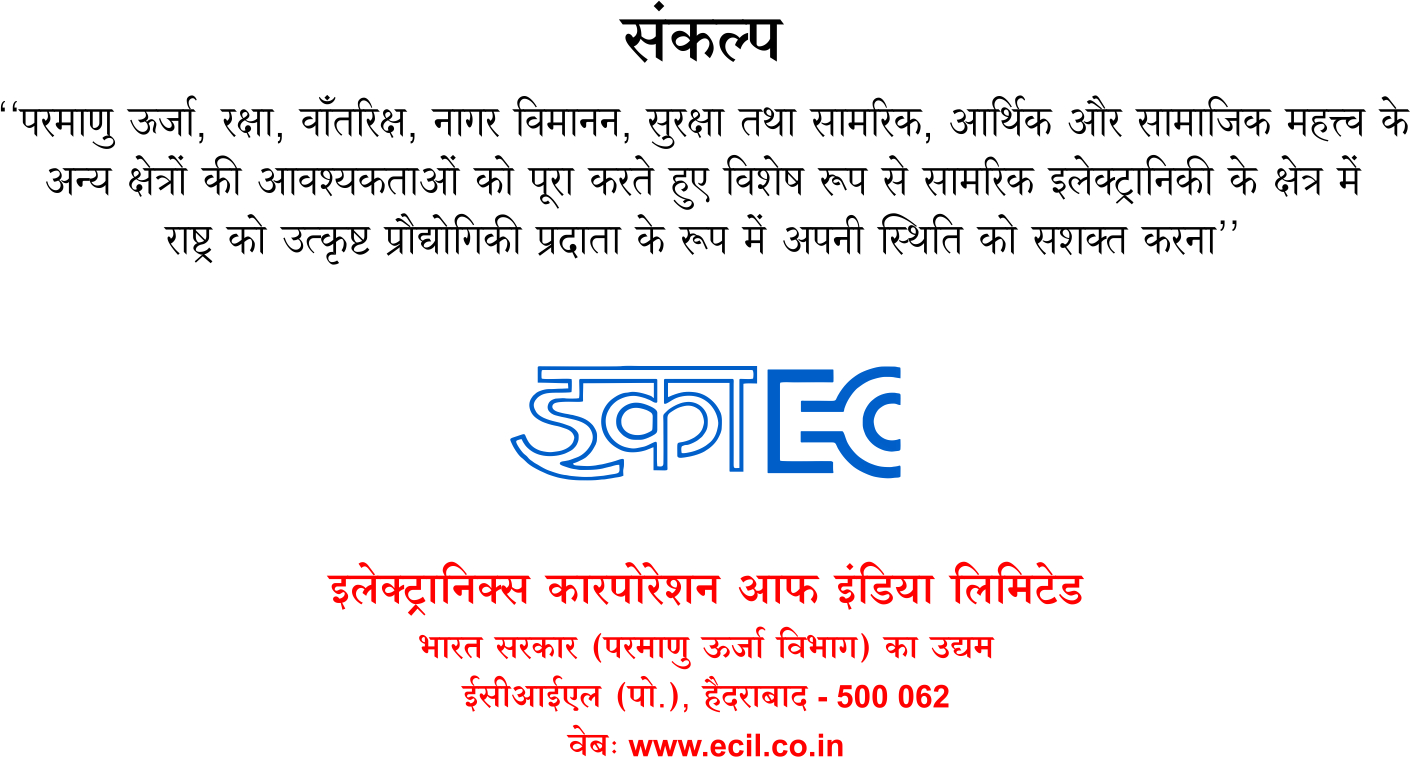 संकल्प
‘‘परमाणु ऊर्जा, रक्षा, वाँतरिक्ष, नागर विमानन, सुरक्षा तथा सामरिक, आर्थिक और सामाजिक महत्त्व के
अन्य क्षेत्रों की आवश्यकताओं को पूरा करते हुए विशेष रूप से सामरिक इलेक्ट्रानिकी के क्षेत्र में
राष्ट्र को उत्कृष्ट प्रौद्योगिकी प्रदाता के रूप में अपनी स्थिति को सशक्त करना’’
इका EC
इलेक्ट्रानिक्स कारपोरेशन आफ इंडिया लिमिटेड
भारत सरकार (परमाणु ऊर्जा विभाग) का उद्यम
ईसीआईएल (पो.), हैदराबाद - 500 062
वेबः www.ecil.co.in